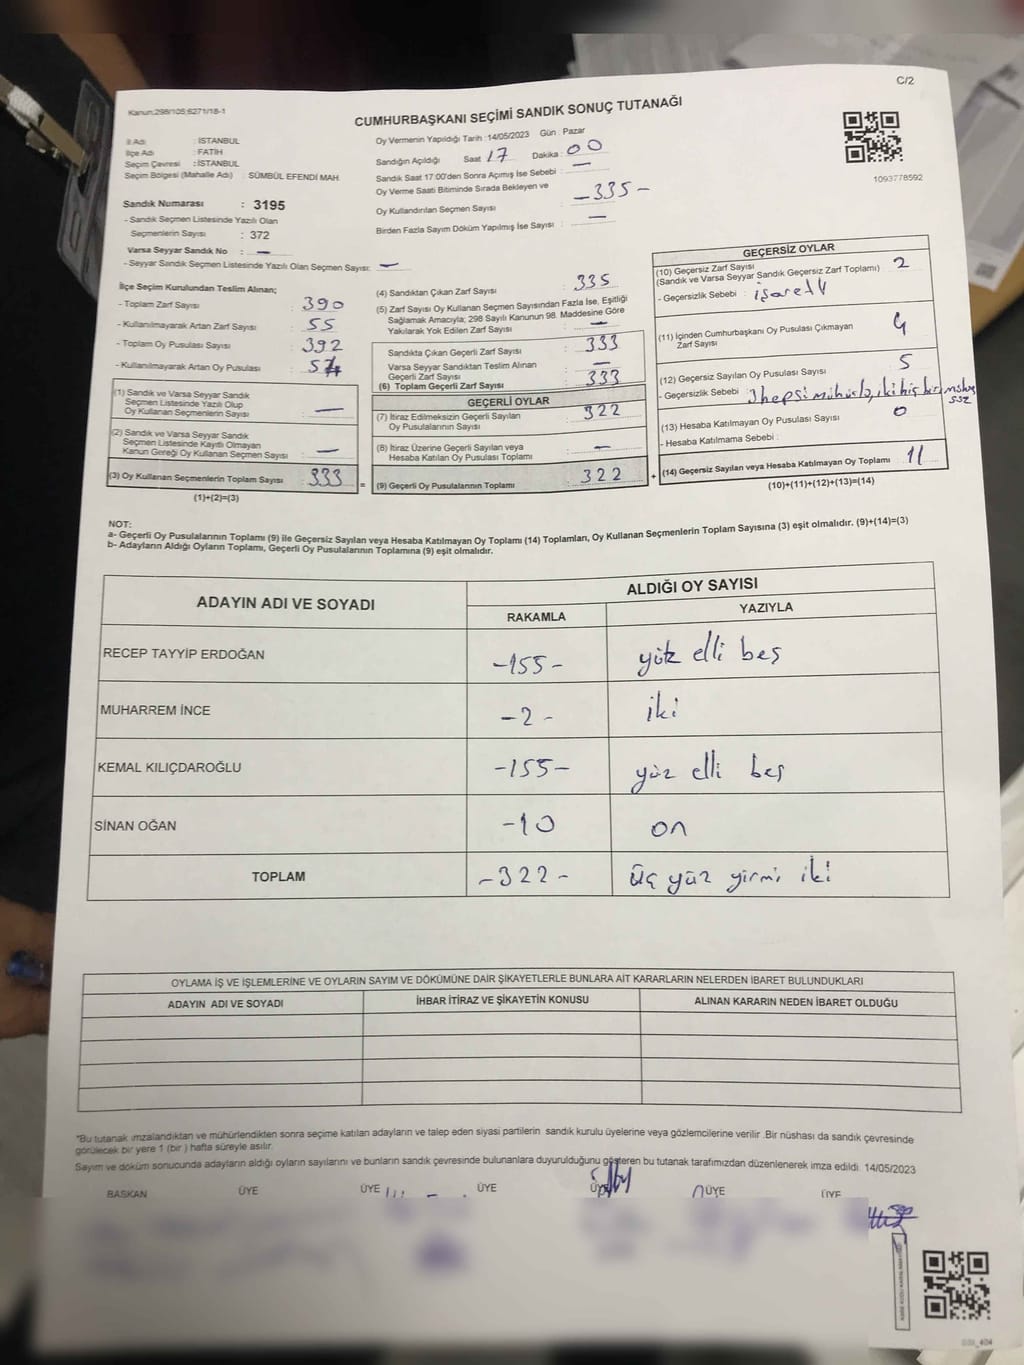 C/2
Kanun:298/105;6271/18-1
CUMHURBAŞKANI SEÇİMİ SANDIK SONUÇ TUTANAĞI
İl Adı : İSTANBUL
İlçe Adı : FATİH
Seçim Çevresi : İSTANBUL
Seçim Bölgesi (Mahalle Adı) : SÜMBÜL EFENDİ MAH.
Sandık Numarası : 3195
- Sandık Seçmen Listesinde Yazılı Olan
Seçmenlerin Sayısı : 372
Varsa Seyyar Sandık No : —
- Seyyar Sandık Seçmen Listesinde Yazılı Olan Seçmen Sayısı: —
Oy Vermenin Yapıldığı Tarih :14/05/2023 Gün : Pazar
Sandığın Açıldığı Saat 17 Dakika : 00
Sandık Saat 17:00'den Sonra Açılmış İse Sebebi : —
Oy Verme Saati Bitiminde Sırada Bekleyen ve
Oy Kullandırılan Seçmen Sayısı : -335-
Birden Fazla Sayım Döküm Yapılmış İse Sayısı : —
1093778592
İlçe Seçim Kurulundan Teslim Alınan;
- Toplam Zarf Sayısı : 390
- Kullanılmayarak Artan Zarf Sayısı : 55
- Toplam Oy Pusulası Sayısı : 392
- Kullanılmayarak Artan Oy Pusulası : 57
(1) Sandık ve Varsa Seyyar Sandık
Seçmen Listesinde Yazılı Olup
Oy Kullanan Seçmenlerin Sayısı : —
(2) Sandık ve Varsa Seyyar Sandık
Seçmen Listesinde Kayıtlı Olmayan
Kanun Gereği Oy Kullanan Seçmen Sayısı : —
(3) Oy Kullanan Seçmenlerin Toplam Sayısı : 333
(1)+(2)=(3)
(4) Sandıktan Çıkan Zarf Sayısı : 335
(5) Zarf Sayısı Oy Kullanan Seçmen Sayısından Fazla İse, Eşitliği
Sağlamak Amacıyla; 298 Sayılı Kanunun 98. Maddesine Göre
Yakılarak Yok Edilen Zarf Sayısı : —
Sandıkta Çıkan Geçerli Zarf Sayısı : 333
Varsa Seyyar Sandıktan Teslim Alınan
Geçerli Zarf Sayısı : —
(6) Toplam Geçerli Zarf Sayısı : 333
GEÇERLİ OYLAR
(7) İtiraz Edilmeksizin Geçerli Sayılan
Oy Pusulalarının Sayısı : 322
(8) İtiraz Üzerine Geçerli Sayılan veya
Hesaba Katılan Oy Pusulası Toplamı : —
= (9) Geçerli Oy Pusulalarının Toplamı : 322 +
GEÇERSİZ OYLAR
(10) Geçersiz Zarf Sayısı
(Sandık ve Varsa Seyyar Sandık Geçersiz Zarf Toplamı) : 2
- Geçersizlik Sebebi :
(11) İçinden Cumhurbaşkanı Oy Pusulası Çıkmayan
Zarf Sayısı : 4
(12) Geçersiz Sayılan Oy Pusulası Sayısı : 5
- Geçersizlik Sebebi : hepsi
(13) Hesaba Katılmayan Oy Pusulası Sayısı : 0
- Hesaba Katılmama Sebebi :
(14) Geçersiz Sayılan veya Hesaba Katılmayan Oy Toplamı : 11
(10)+(11)+(12)+(13)=(14)
NOT:
a- Geçerli Oy Pusulalarının Toplamı (9) ile Geçersiz Sayılan veya Hesaba Katılmayan Oy Toplamı (14) Toplamları, Oy Kullanan Seçmenlerin Toplam Sayısına (3) eşit olmalıdır. (9)+(14)=(3)
b- Adayların Aldığı Oyların Toplamı, Geçerli Oy Pusulalarının Toplamına (9) eşit olmalıdır.
ADAYIN ADI VE SOYADI ALDIĞI OY SAYISI
RAKAMLA YAZIYLA
RECEP TAYYİP ERDOĞAN -155- yüz elli beş
MUHARREM İNCE -2- iki
KEMAL KILIÇDAROĞLU -155- yüz elli beş
SİNAN OĞAN -10 on
TOPLAM -322- üç yüz yirmi iki
OYLAMA İŞ VE İŞLEMLERİNE VE OYLARIN SAYIM VE DÖKÜMÜNE DAİR ŞİKAYETLERLE BUNLARA AİT KARARLARIN NELERDEN İBARET BULUNDUKLARI
ADAYIN ADI VE SOYADI İHBAR İTİRAZ VE ŞİKAYETİN KONUSU ALINAN KARARIN NEDEN İBARET OLDUĞU
*Bu tutanak imzalandıktan ve mühürlendikten sonra seçime katılan adayların ve talep eden siyasi partilerin sandık kurulu üyelerine veya gözlemcilerine verilir .Bir nüshası da sandık çevresinde
görülecek bir yere 1 (bir ) hafta süreyle asılır.
Sayım ve döküm sonucunda adayların aldığı oyların sayılarını ve bunların sandık çevresinde bulunanlara duyurulduğunu gösteren bu tutanak tarafımızdan düzenlenerek imza edildi. 14/05/2023
BAŞKAN ÜYE ÜYE ÜYE ÜYE ÜYE ÜYE